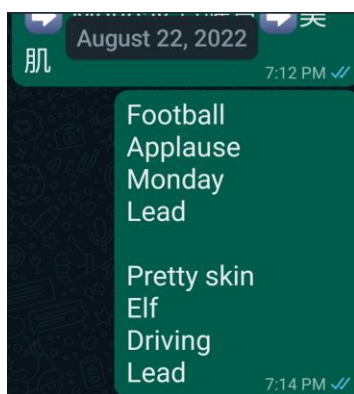 美
August 22, 2022
肌
7:12 PM
Football
Applause
Monday
Lead
Pretty skin
Elf
Driving
Lead
7:14 PM